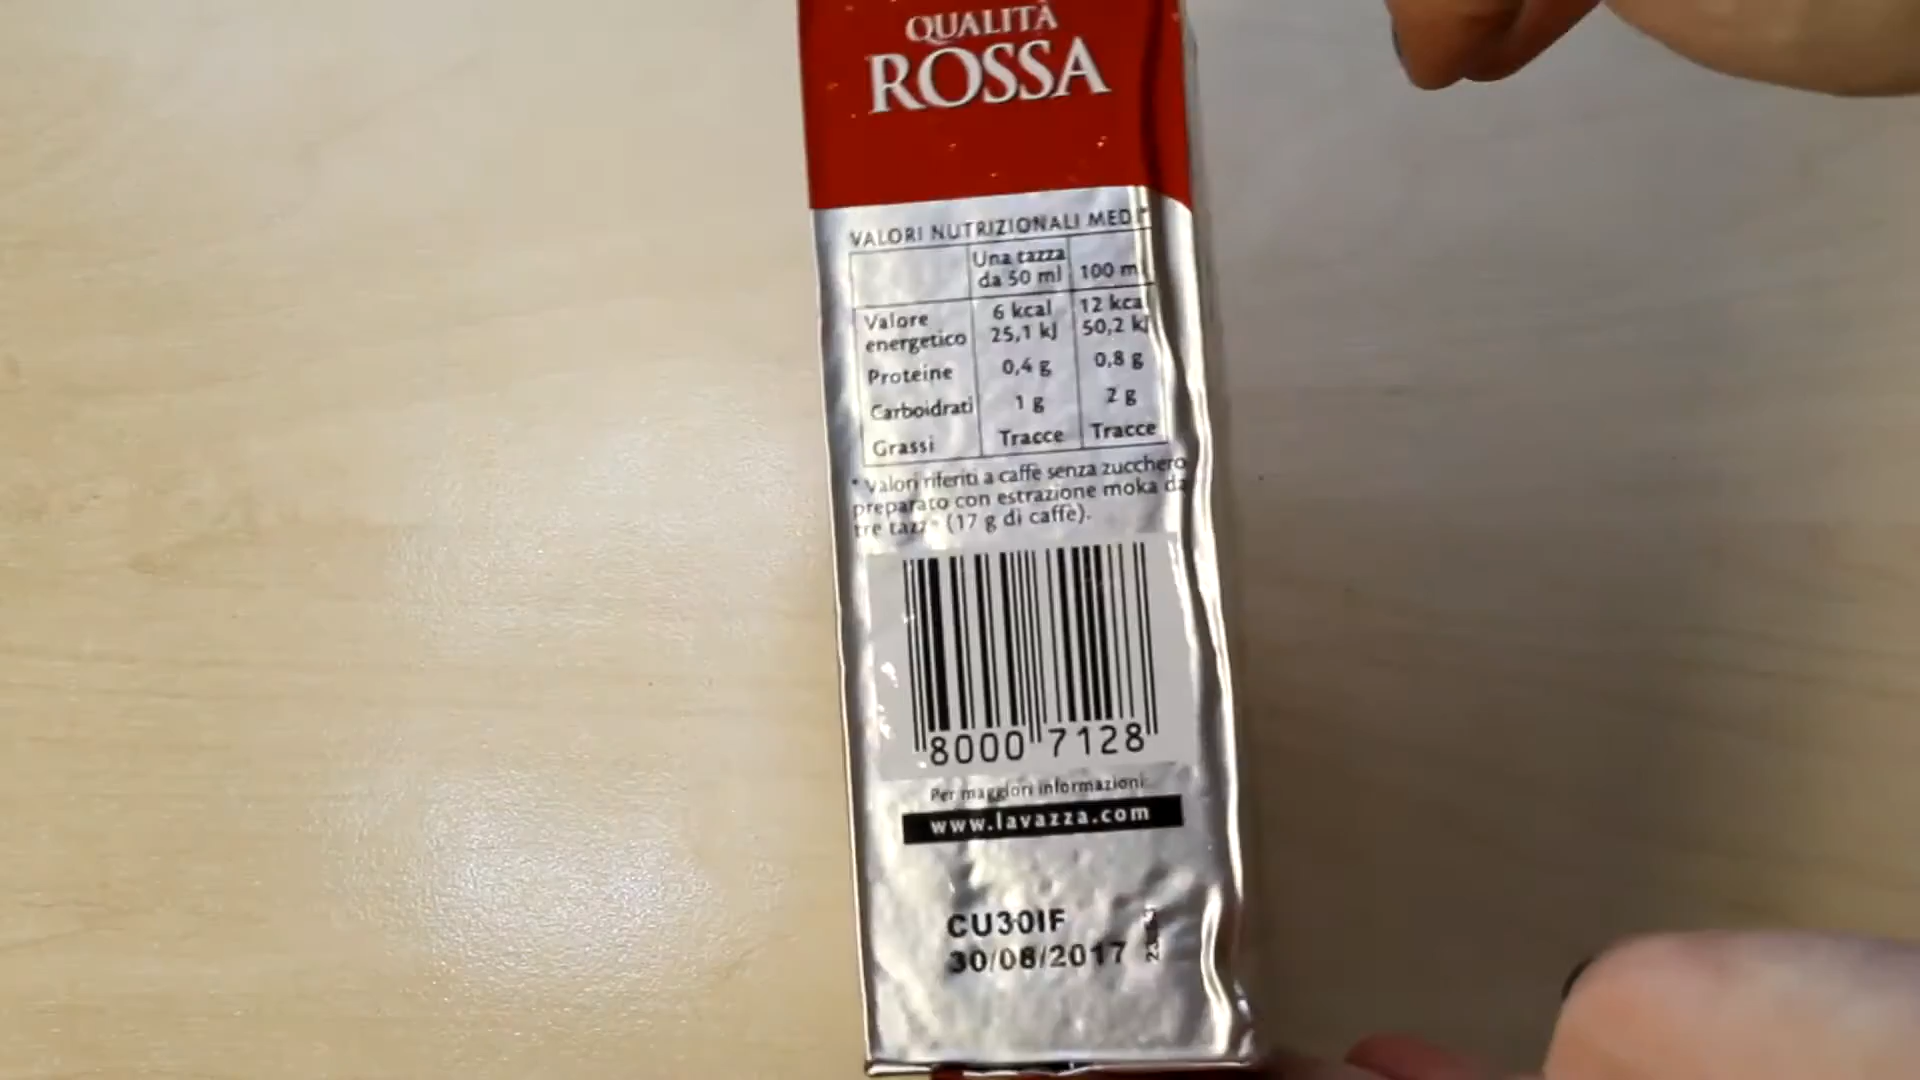 QUALITÀ
ROSSA
VALORI NUTRIZIONALI MEDI*
Una tazza
da 50 ml 100 m
Valore 6 kcal 12 kca
energetico 25,1 kJ 50,2 kJ
Proteine 0,4 g 0,8 g
Carboidrati 1 g 2 g
Grassi Tracce Tracce
* Valori riferiti a caffè senza zucchero
preparato con estrazione moka da
tre (17 g di caffè).
8000 7128
Per maggiori informazioni:
www.lavazza.com
CU30IF
30/08/2017